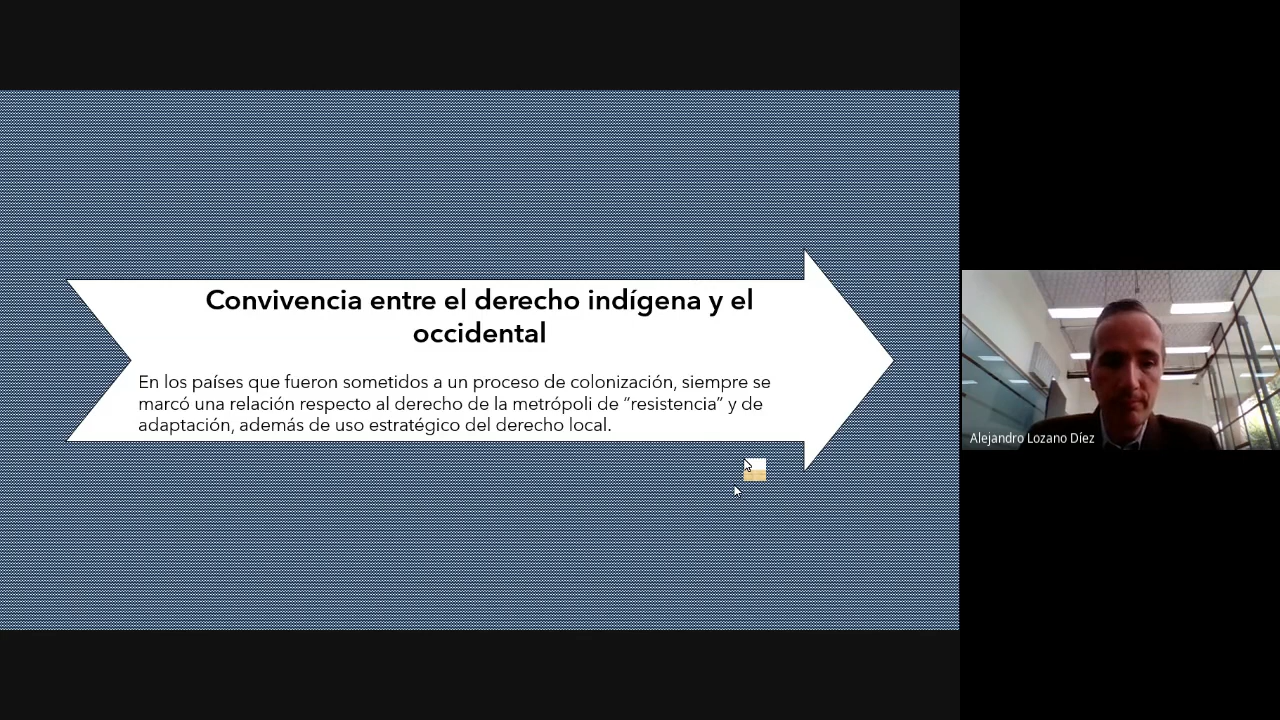 Convivencia entre el derecho indígena y el
occidental
En los países que fueron sometidos a un proceso de colonización, siempre se
marcó una relación respecto al derecho de la metrópoli de “resistencia” y de
adaptación, además de uso estratégico del derecho local.
Alejandro Lozano Díez